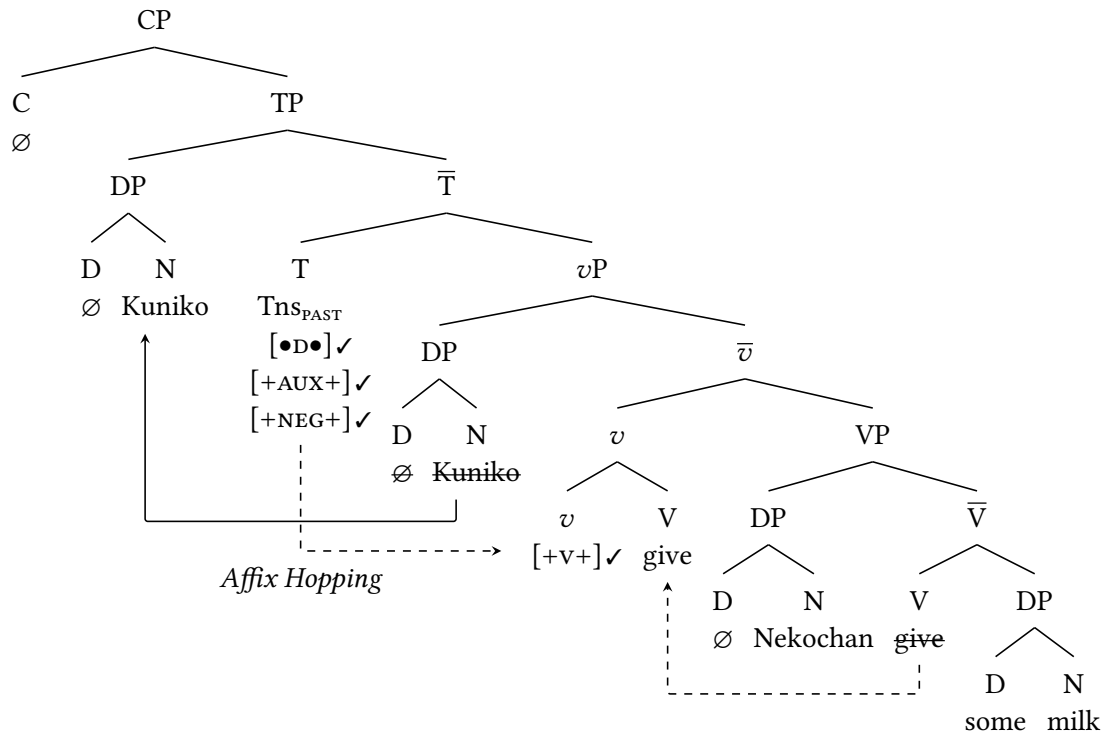 CP
C TP
∅
DP T̅
D N T vP
∅ Kuniko Tns_PAST
[●D●]✓ DP v̅
[+AUX+]✓
[+NEG+]✓ D N v VP
∅ Kuniko
v V DP V̅
[+V+]✓ give
Affix Hopping
D N V DP
∅ Nekochan give
D N
some milk